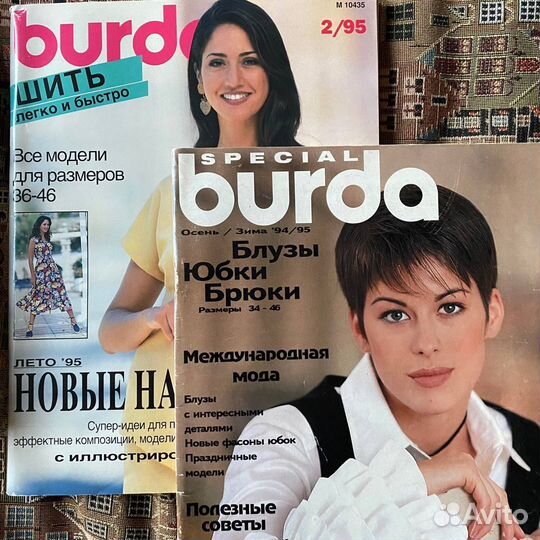 burda
M 10435
2/95
ШИТЬ
легко и быстро
Все модели
для размеров
36-46
ЛЕТО '95
НОВЫЕ НА
Супер-идеи для п
эффектные композиции, модели
с иллюстриро
SPECIAL
burda
Осень / Зима '94/95
Блузы
Юбки
Брюки
Размеры 34 - 46
Международная
мода
Блузы
с интересными
деталями
Новые фасоны юбок
Праздничные
модели
Полезные
советы
Avito